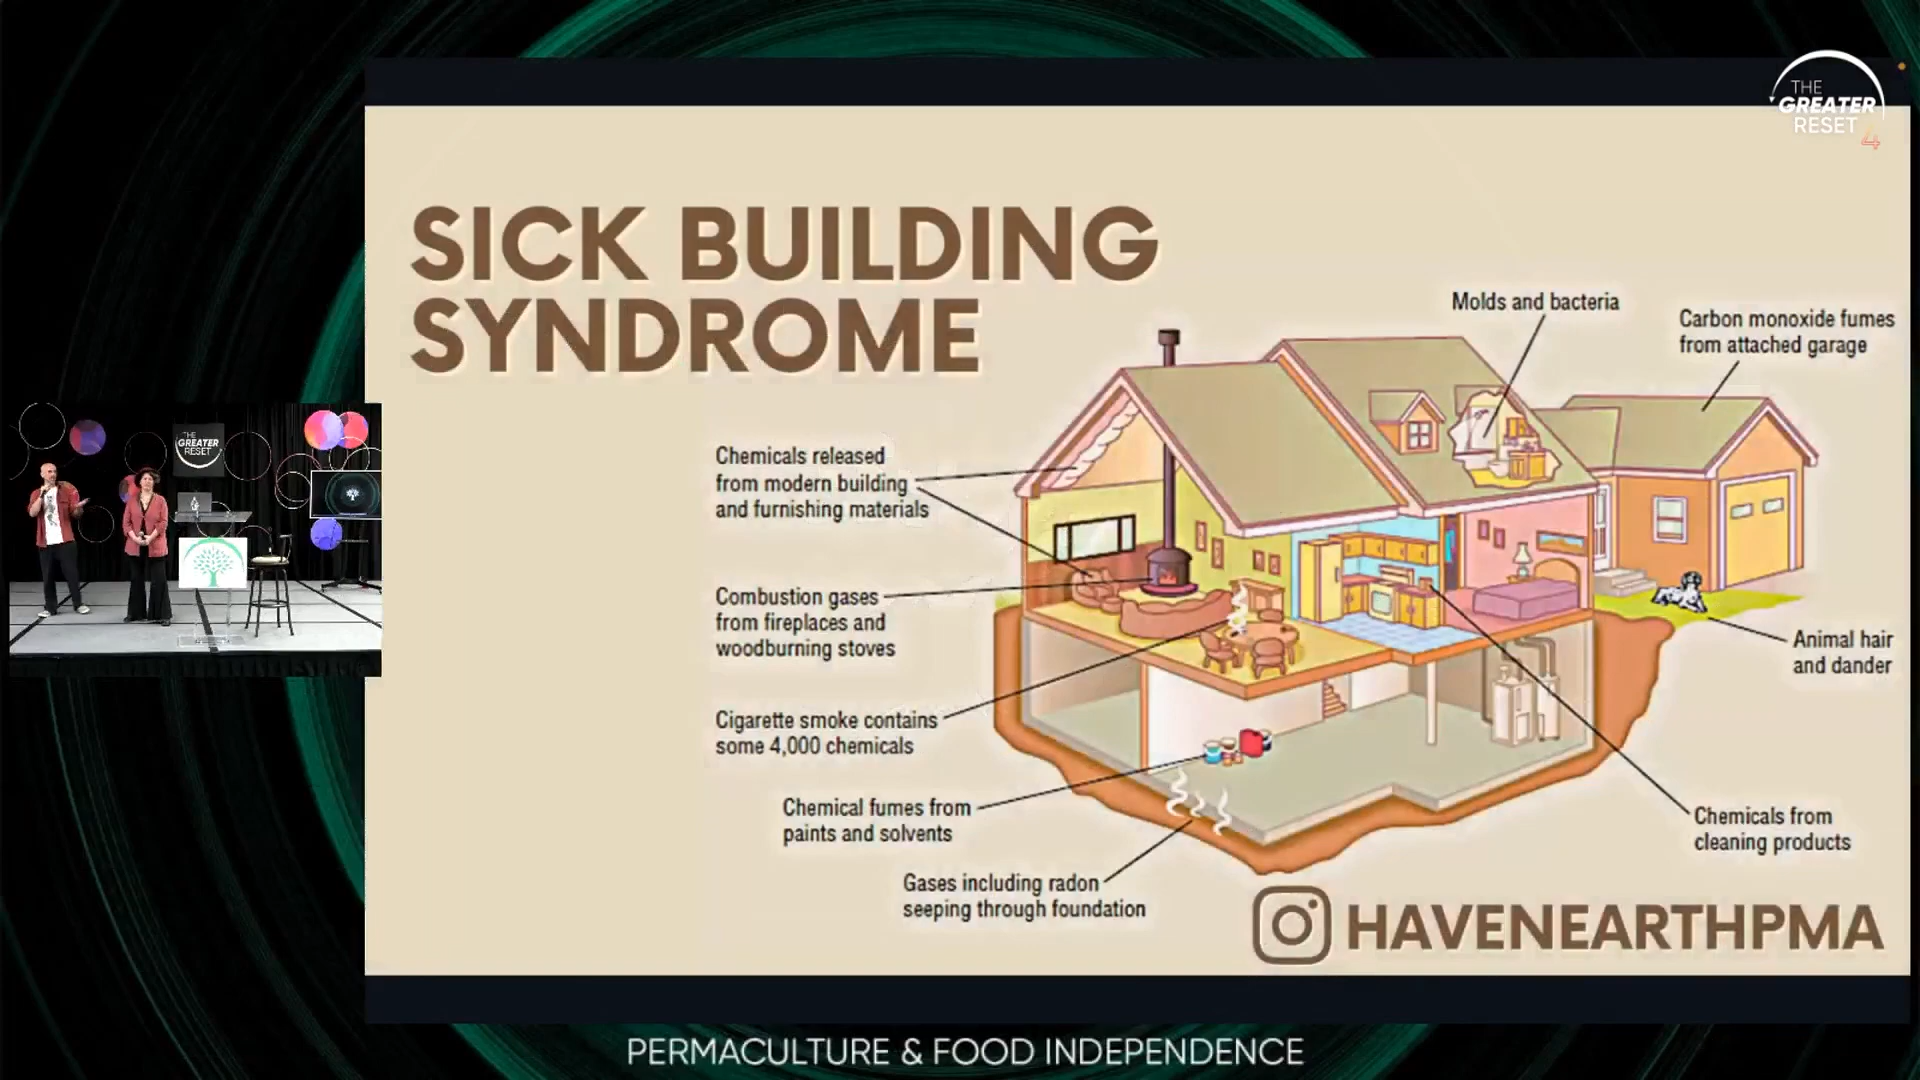 THE
GREATER
RESET
4
SICK BUILDING
SYNDROME
Molds and bacteria
Carbon monoxide fumes
from attached garage
Chemicals released
from modern building
and furnishing materials
Combustion gases
from fireplaces and
woodburning stoves
Animal hair
and dander
Cigarette smoke contains
some 4,000 chemicals
Chemical fumes from
paints and solvents
Chemicals from
cleaning products
Gases including radon
seeping through foundation
HAVENEARTHPMA
THE
GREATER
RESET
PERMACULTURE & FOOD INDEPENDENCE